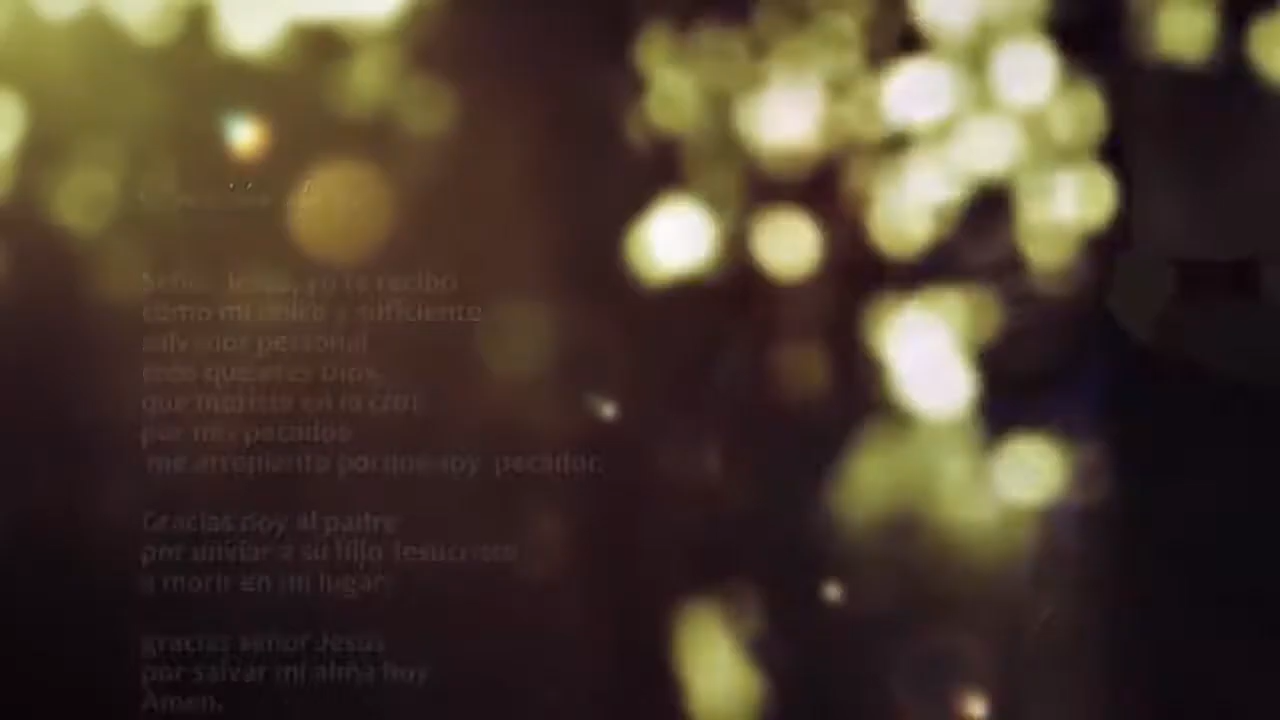 Señor Jesus, yo te recibo
como mi unico y suficiente
salvador personal
que moriste en la cruz
por mis pecados
me arrepiento porque soy pecador.
Gracias doy al padre
por enviar a su hijo Jesucristo
a morir en mi lugar
gracias señor Jesus
por salvar mi alma hoy
Amen.